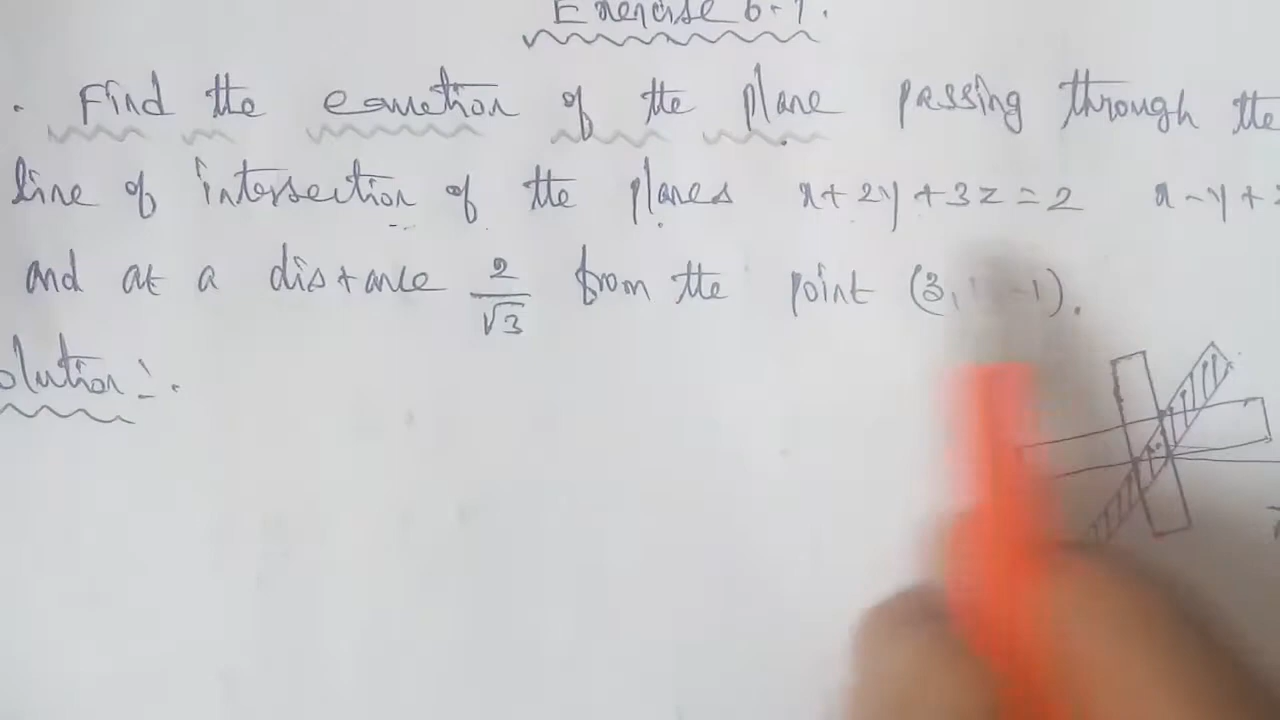 Exercise 6.9.
. Find the equation of the plane passing through the
line of intersection of the planes x+2y+3z=2 x-y+
and at a distance 2/√3 from the point (3, -1).
olution:.